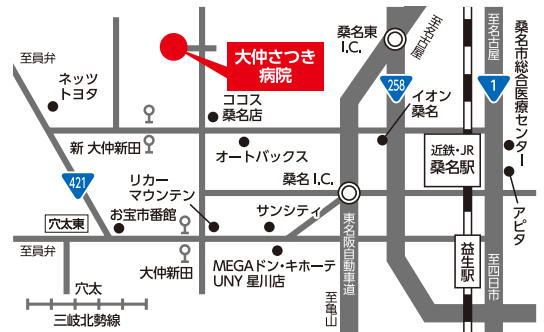 至員弁
ネッツ
トヨタ
大仲さつき
病院
ココス
桑名店
新 大仲新田
オートバックス
桑名東
I.C.
至名古屋
258
イオン
桑名
至名古屋
1
桑名市総合医療センター
近鉄・JR
桑名駅
アピタ
421
リカー
マウンテン
桑名 I.C.
穴太東
お宝市番館
サンシティ
東名阪自動車道
至員弁
大仲新田
MEGAドン・キホーテ
UNY 星川店
益生駅
至四日市
穴太
三岐北勢線
至亀山